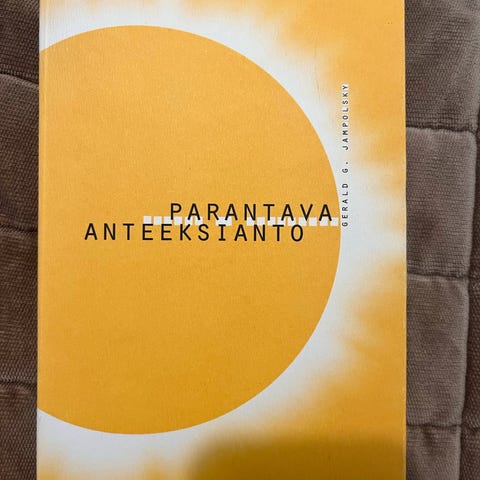 PARANTAVA
ANTEEKSIANTO
GERALD G. JAMPOLSKY